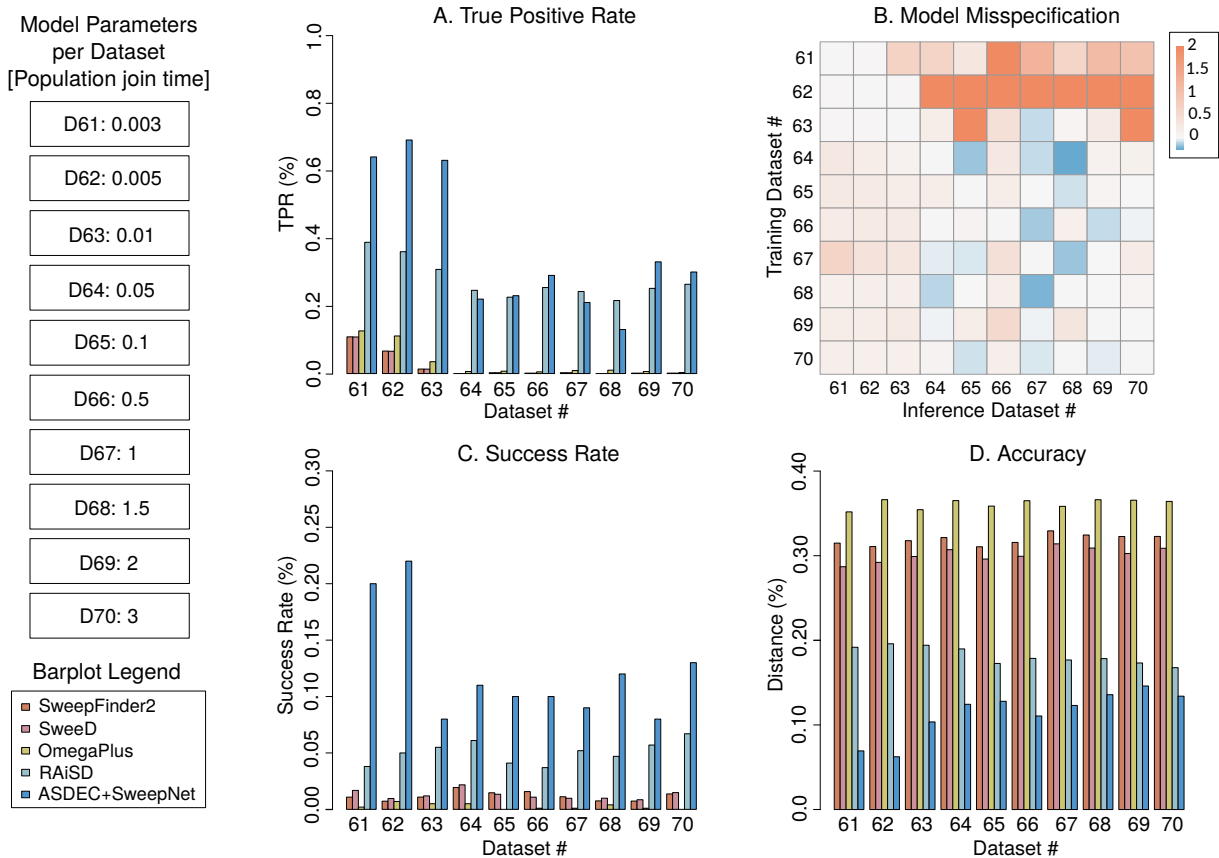 Model Parameters
per Dataset
[Population join time]
D61: 0.003
D62: 0.005
D63: 0.01
D64: 0.05
D65: 0.1
D66: 0.5
D67: 1
D68: 1.5
D69: 2
D70: 3
Barplot Legend
SweepFinder2
SweeD
OmegaPlus
RAiSD
ASDEC+SweepNet
A. True Positive Rate
TPR (%)
1.0
0.8
0.6
0.4
0.2
0.0
61 62 63 64 65 66 67 68 69 70
Dataset #
B. Model Misspecification
Training Dataset #
61
62
63
64
65
66
67
68
69
70
61 62 63 64 65 66 67 68 69 70
Inference Dataset #
2
1.5
1
0.5
0
C. Success Rate
Success Rate (%)
0.30
0.25
0.20
0.15
0.10
0.05
0.00
61 62 63 64 65 66 67 68 69 70
Dataset #
D. Accuracy
Distance (%)
0.40
0.30
0.20
0.10
0.0
61 62 63 64 65 66 67 68 69 70
Dataset #